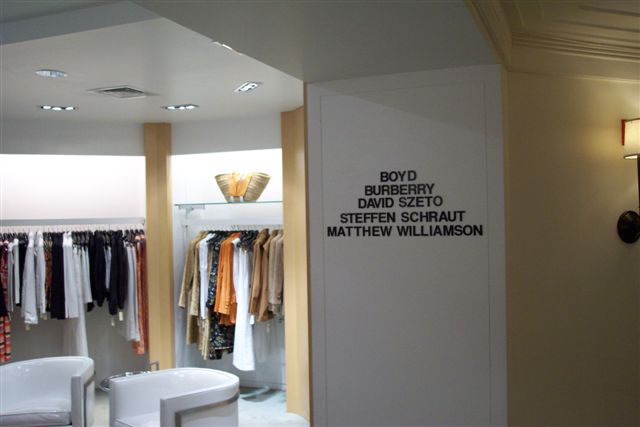 BOYD
BURBERRY
DAVID SZETO
STEFFEN SCHRAUT
MATTHEW WILLIAMSON